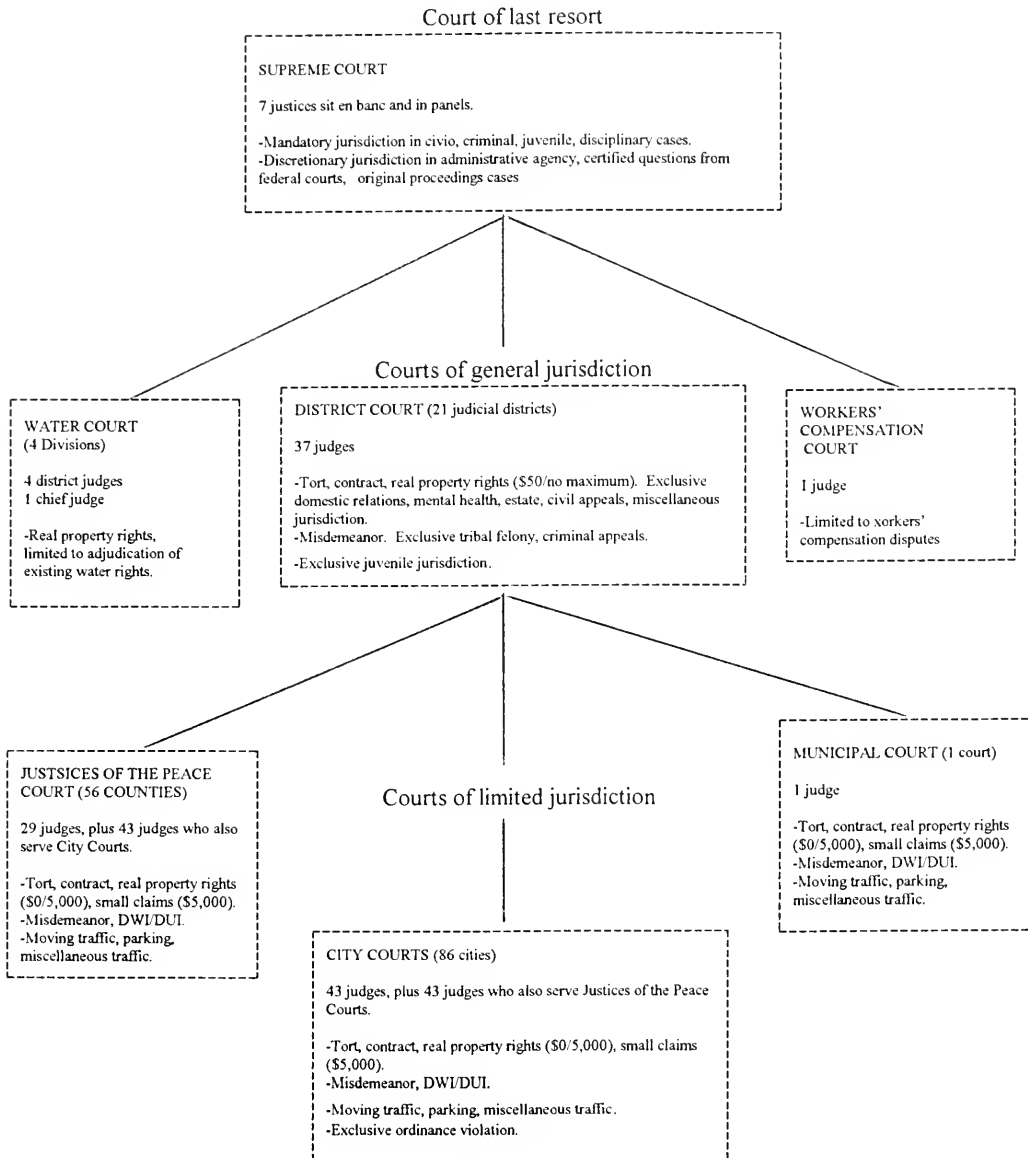 Court of last resort
SUPREME COURT
7 justices sit en banc and in panels.
-Mandatory jurisdiction in civio, criminal, juvenile, disciplinary cases.
-Discretionary jurisdiction in administrative agency, certified questions from
federal courts, original proceedings cases
Courts of general jurisdiction
WATER COURT
(4 Divisions)
4 district judges
1 chief judge
-Real property rights,
limited to adjudication of
existing water rights.
DISTRICT COURT (21 judicial districts)
37 judges
-Tort, contract, real property rights ($50/no maximum). Exclusive
domestic relations, mental health, estate, civil appeals, miscellaneous
jurisdiction.
-Misdemeanor. Exclusive tribal felony, criminal appeals.
-Exclusive juvenile jurisdiction.
WORKERS'
COMPENSATION
COURT
1 judge
-Limited to xorkers'
compensation disputes
JUSTSICES OF THE PEACE
COURT (56 COUNTIES)
29 judges, plus 43 judges who also
serve City Courts.
-Tort, contract, real property rights
($0/5,000), small claims ($5,000).
-Misdemeanor, DWI/DUI.
-Moving traffic, parking,
miscellaneous traffic.
Courts of limited jurisdiction
CITY COURTS (86 cities)
43 judges, plus 43 judges who also serve Justices of the Peace
Courts.
-Tort, contract, real property rights ($0/5,000), small claims
($5,000).
-Misdemeanor, DWI/DUI.
-Moving traffic, parking, miscellaneous traffic.
-Exclusive ordinance violation.
MUNICIPAL COURT (1 court)
1 judge
-Tort, contract, real property rights
($0/5,000), small claims ($5,000).
-Misdemeanor, DWI/DUI.
-Moving traffic, parking,
miscellaneous traffic.